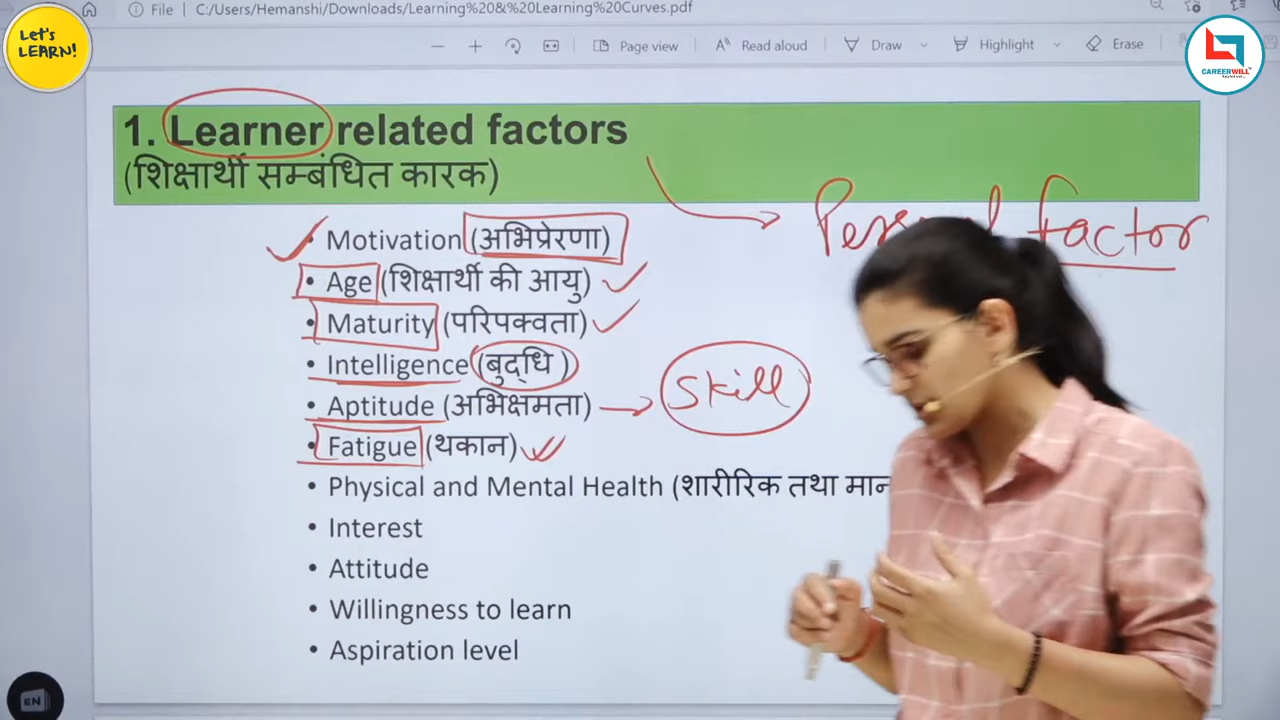 Let's
LEARN!
File | C:/Users/Hemanshi/Downloads/Learning%20&%20Learning%20Curves.pdf
Page view
Read aloud
Draw
Highlight
Erase
CAREERWILL
1. Learner related factors
(शिक्षार्थी सम्बंधित कारक)
Factor
• Motivation (अभिप्रेरणा)
• Age (शिक्षार्थी की आयु)
• Maturity (परिपक्वता)
• Intelligence (बुद्धि )
• Aptitude (अभिक्षमता)
Skill
• Fatigue (थकान)
• Physical and Mental Health (शारीरिक तथा
• Interest
• Attitude
• Willingness to learn
• Aspiration level
EN